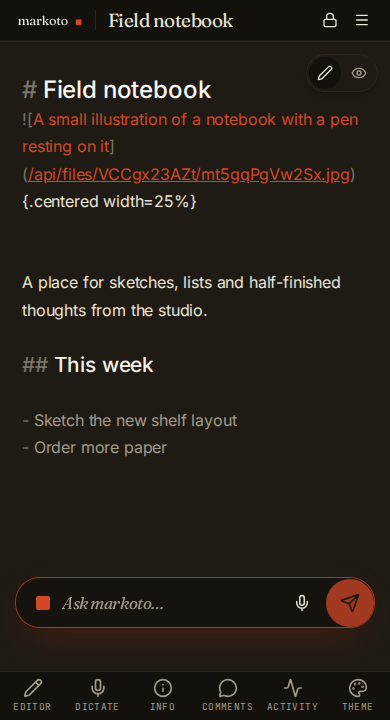 markoto
Field notebook
# Field notebook
![A small illustration of a notebook with a pen
resting on it]
(/api/files/VCCgx23AZt/mt5gqPgVw2Sx.jpg)
{.centered width=25%}
A place for sketches, lists and half-finished
thoughts from the studio.
## This week
- Sketch the new shelf layout
- Order more paper
Ask markoto...
EDITOR DICTATE INFO COMMENTS ACTIVITY THEME